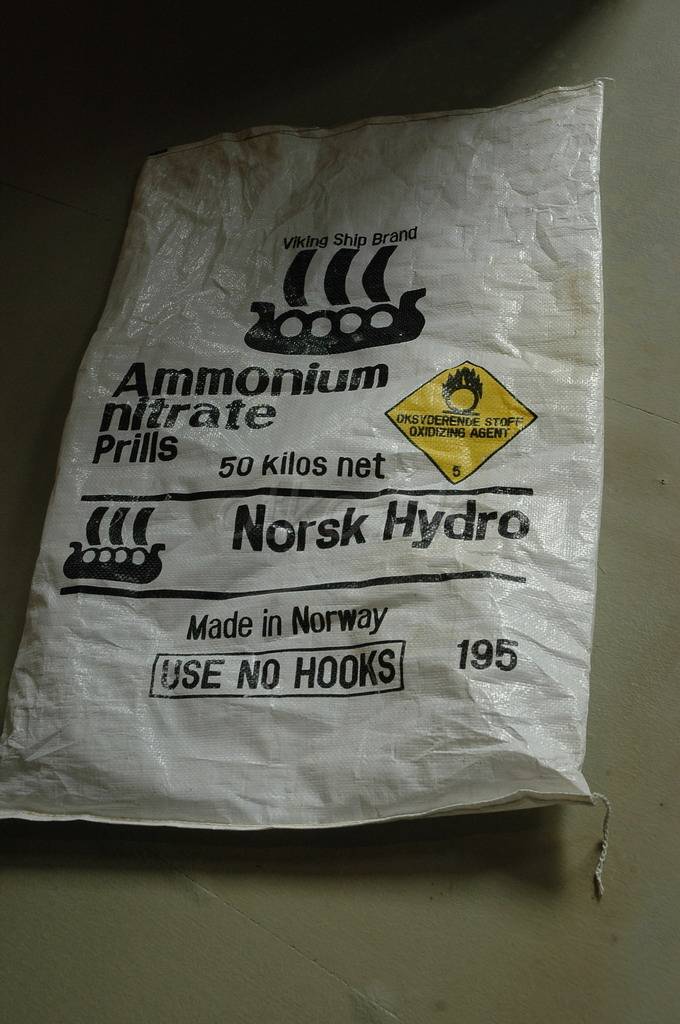 Viking Ship Brand
Ammonium
nitrate
Prills
50 Kilos net
OKSYDERENDE STOFF
OXIDIZING AGENT
5
Norsk Hydro
Made in Norway
USE NO HOOKS
195